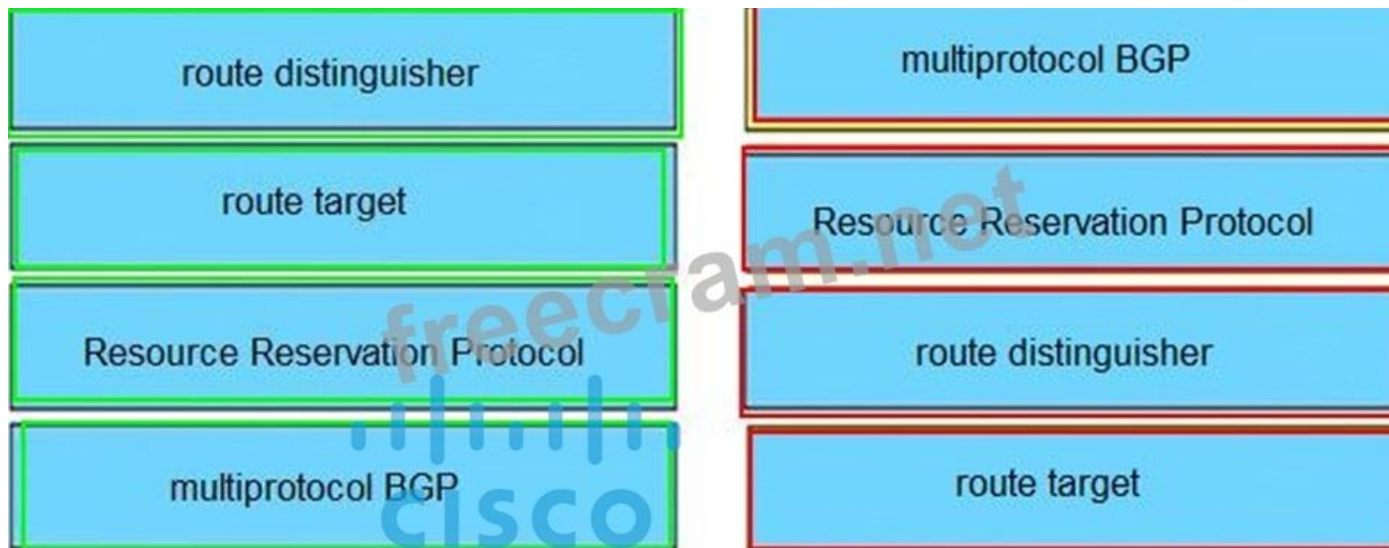 route distinguisher
route target
Resource Reservation Protocol
multiprotocol BGP
multiprotocol BGP
Resource Reservation Protocol
route distinguisher
route target
freecram.net
CISCO